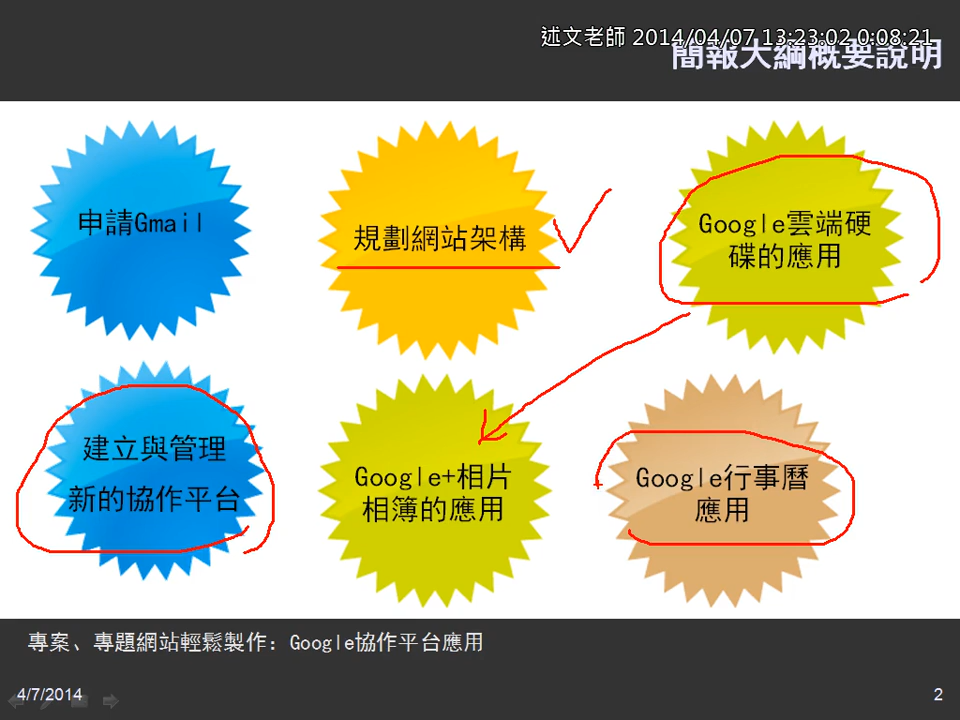 述文老師 2014/04/07 13:23:02 0:08:21
簡報大綱概要說明
申請Gmail
規劃網站架構
Google雲端硬
碟的應用
建立與管理
新的協作平台
Google+相片
相簿的應用
Google行事曆
應用
專案、專題網站輕鬆製作：Google協作平台應用
4/7/2014
2